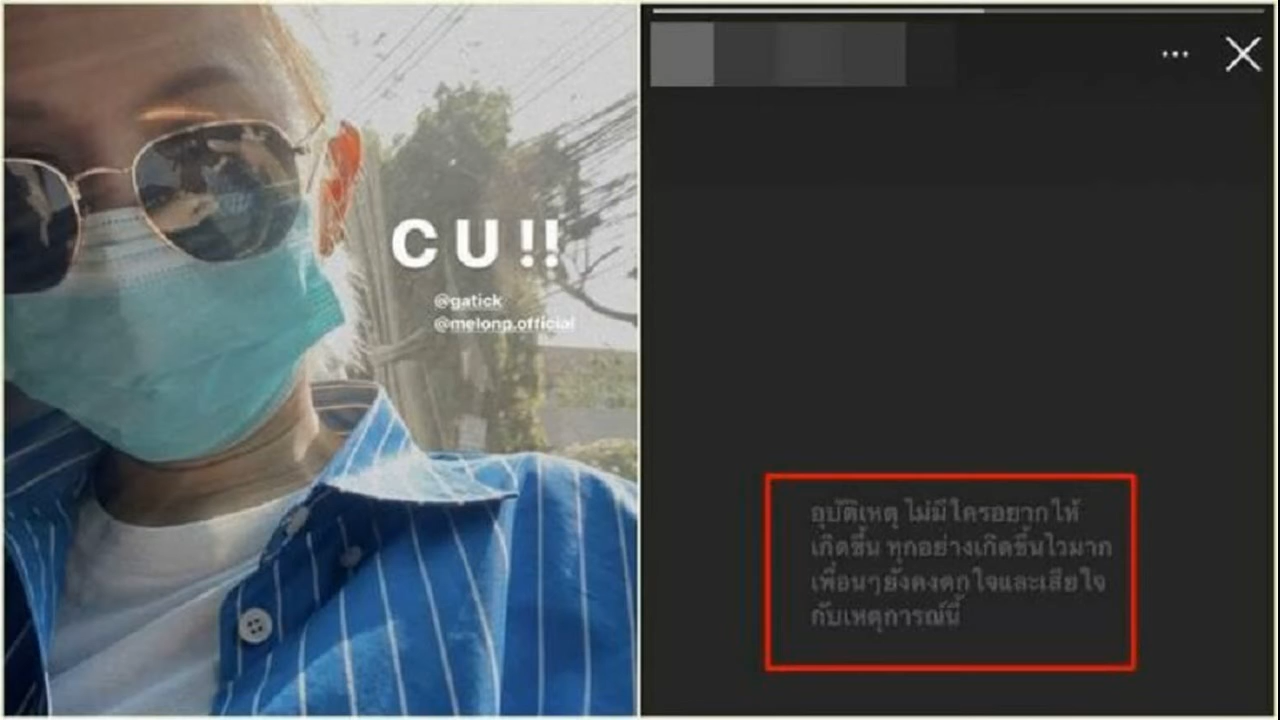 C U !!
@gatick
@melonp.official
อุบัติเหตุ ไม่มีใครอยากให้
เกิดขึ้น ทุกอย่างเกิดขึ้นไวมาก
เพื่อนๆยังคงตกใจและเสียใจ
กับเหตุการณ์นี้